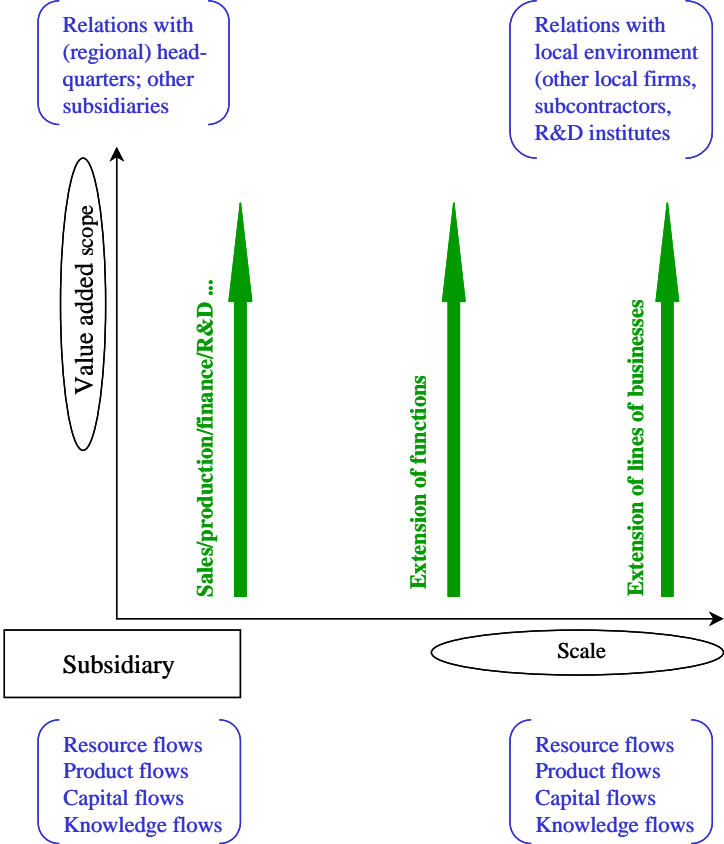 Relations with
(regional) head-
quarters; other
subsidiaries
Relations with
local environment
(other local firms,
subcontractors,
R&D institutes
Value added scope
Sales/production/finance/R&D ...
Extension of functions
Extension of lines of businesses
Subsidiary
Scale
Resource flows
Product flows
Capital flows
Knowledge flows
Resource flows
Product flows
Capital flows
Knowledge flows